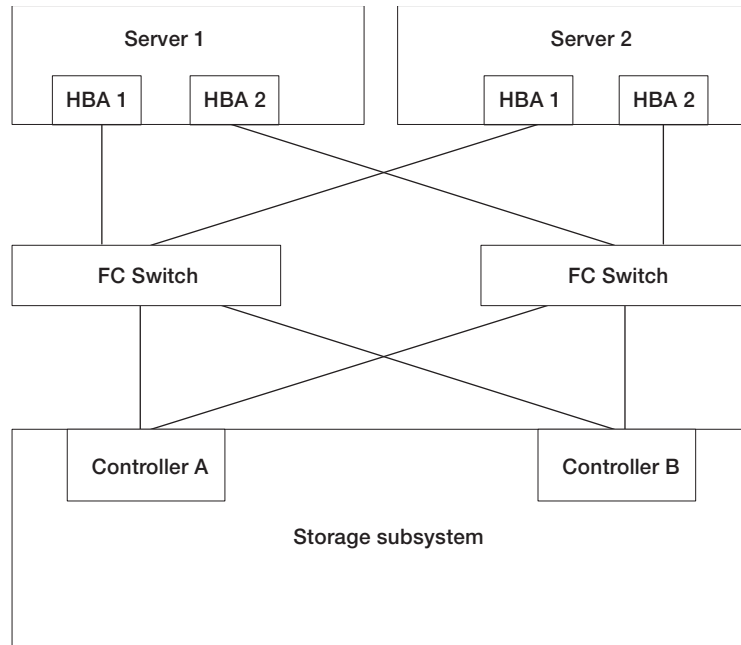 Server 1
Server 2
HBA 1
HBA 2
HBA 1
HBA 2
FC Switch
FC Switch
Controller A
Controller B
Storage subsystem